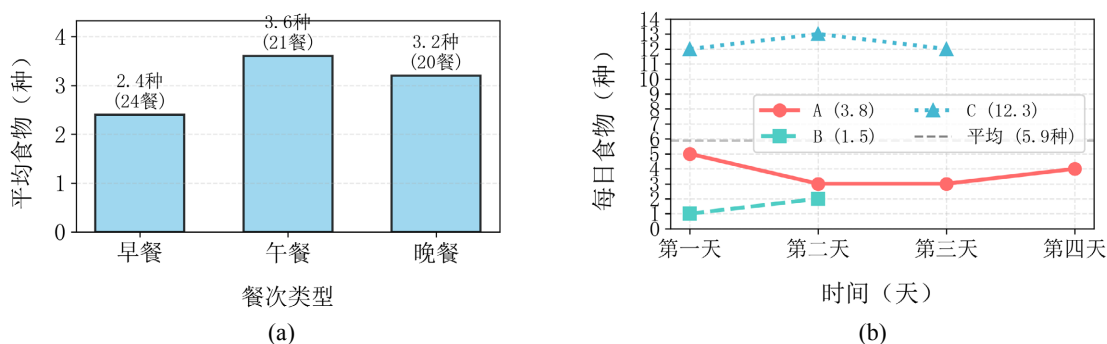 3.6种
(21餐)
3.2种
(20餐)
2.4种
(24餐)
4
3
2
1
0
平均食物（种）
早餐
午餐
晚餐
餐次类型
(a)
14
13
12
11
10
9
8
7
6
5
4
3
2
1
0
每日食物（种）
A (3.8)
B (1.5)
C (12.3)
平均 (5.9种)
第一天
第二天
第三天
第四天
时间（天）
(b)